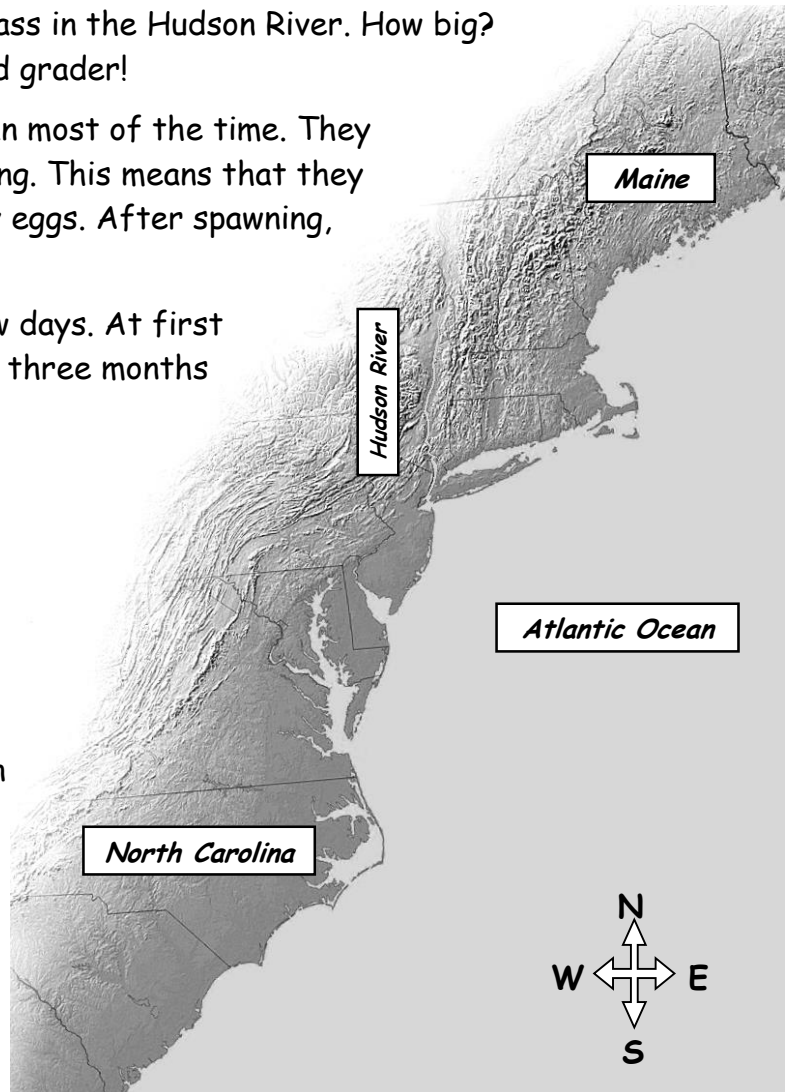 ass in the Hudson River. How big?
d grader!
n most of the time. They
ng. This means that they
eggs. After spawning,
w days. At first
three months
n
Maine
Hudson River
Atlantic Ocean
North Carolina
N
W E
S